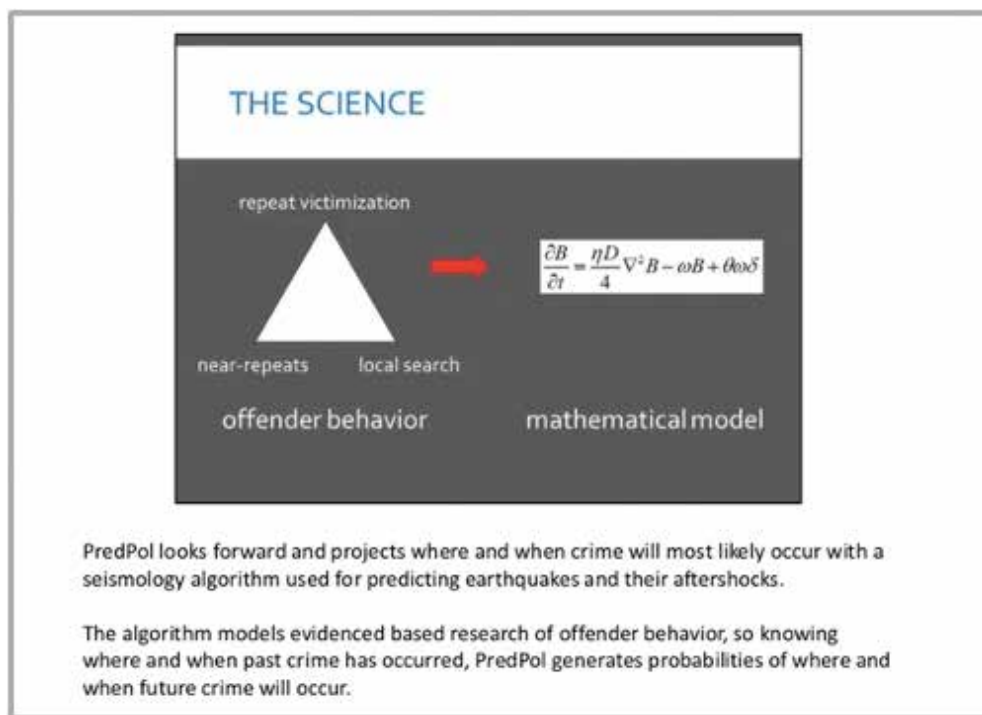 THE SCIENCE
repeat victimization
near-repeats local search
offender behavior
∂B/∂t = ηD/4 ∇²B − ωB + θωδ
mathematical model
PredPol looks forward and projects where and when crime will most likely occur with a
seismology algorithm used for predicting earthquakes and their aftershocks.
The algorithm models evidenced based research of offender behavior, so knowing
where and when past crime has occurred, PredPol generates probabilities of where and
when future crime will occur.